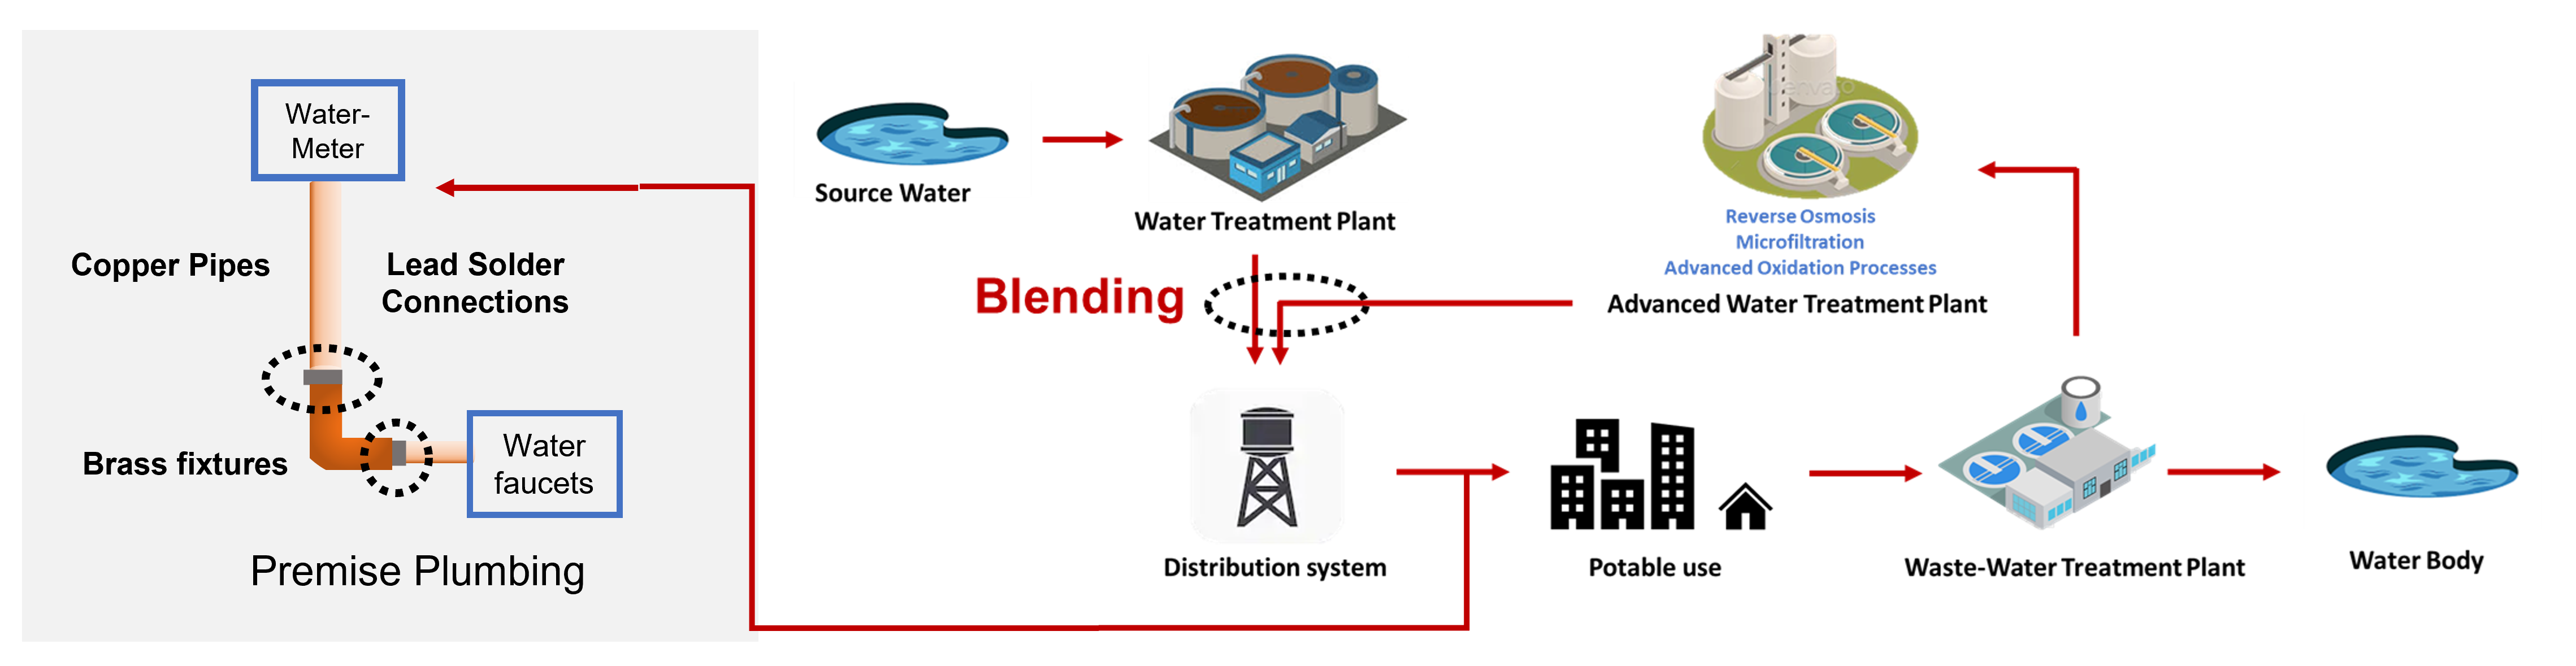 Water-
Meter
Copper Pipes
Lead Solder
Connections
Brass fixtures
Water
faucets
Premise Plumbing
Source Water
Water Treatment Plant
Blending
envato
Reverse Osmosis
Microfiltration
Advanced Oxidation Processes
Advanced Water Treatment Plant
Distribution system
Potable use
Waste-Water Treatment Plant
Water Body